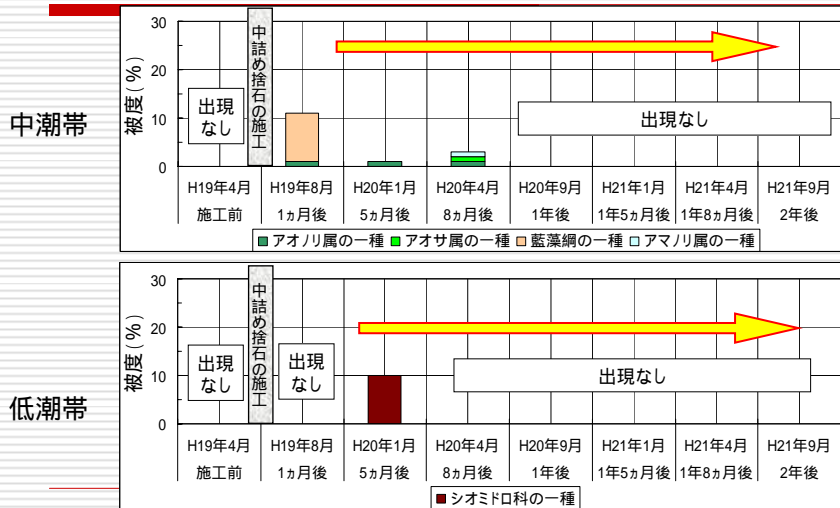 中潮帯
被度(%)
30
20
10
0
出現
なし
中詰め捨石の施工
出現なし
H19年4月 H19年8月 H20年1月 H20年4月 H20年9月 H21年1月 H21年4月 H21年9月
施工前 1ヵ月後 5ヵ月後 8ヵ月後 1年後 1年5ヵ月後 1年8ヵ月後 2年後
アオノリ属の一種 アオサ属の一種 藍藻綱の一種 アマノリ属の一種
低潮帯
被度(%)
30
20
10
0
出現
なし
中詰め捨石の施工
出現
なし
出現なし
H19年4月 H19年8月 H20年1月 H20年4月 H20年9月 H21年1月 H21年4月 H21年9月
施工前 1ヵ月後 5ヵ月後 8ヵ月後 1年後 1年5ヵ月後 1年8ヵ月後 2年後
シオミドロ科の一種